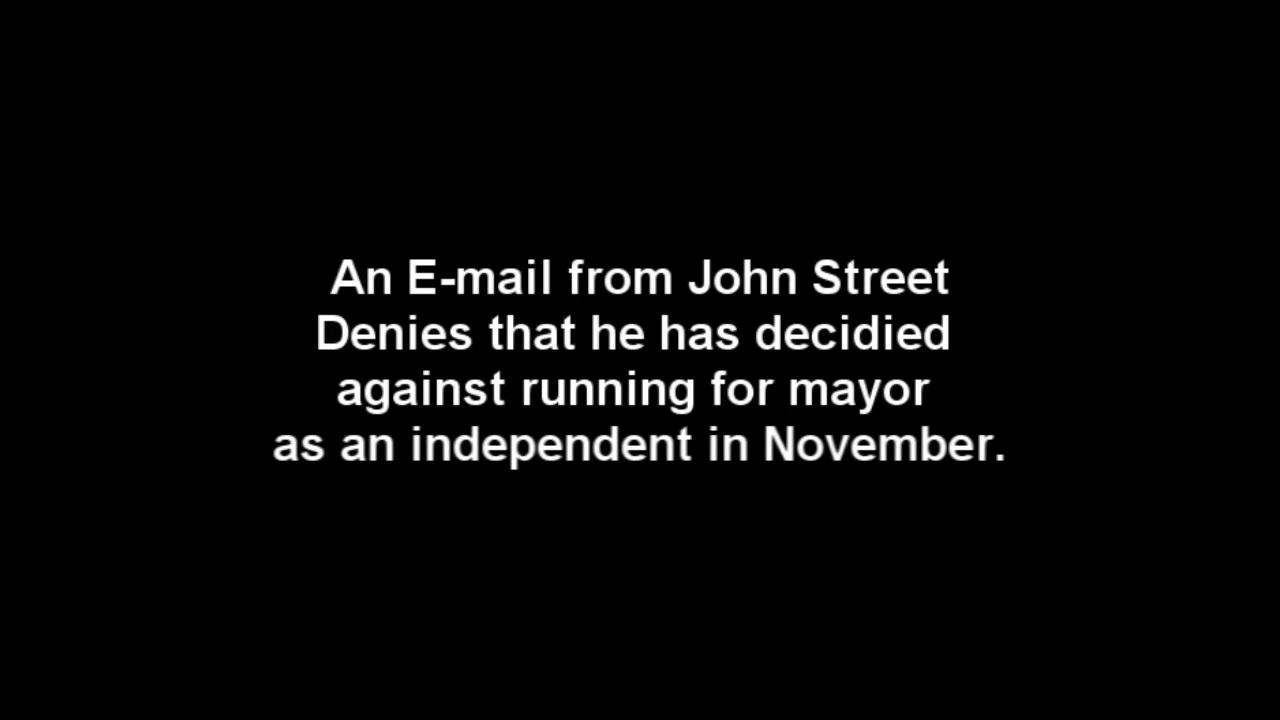 An E-mail from John Street
Denies that he has decidied
against running for mayor
as an independent in November.